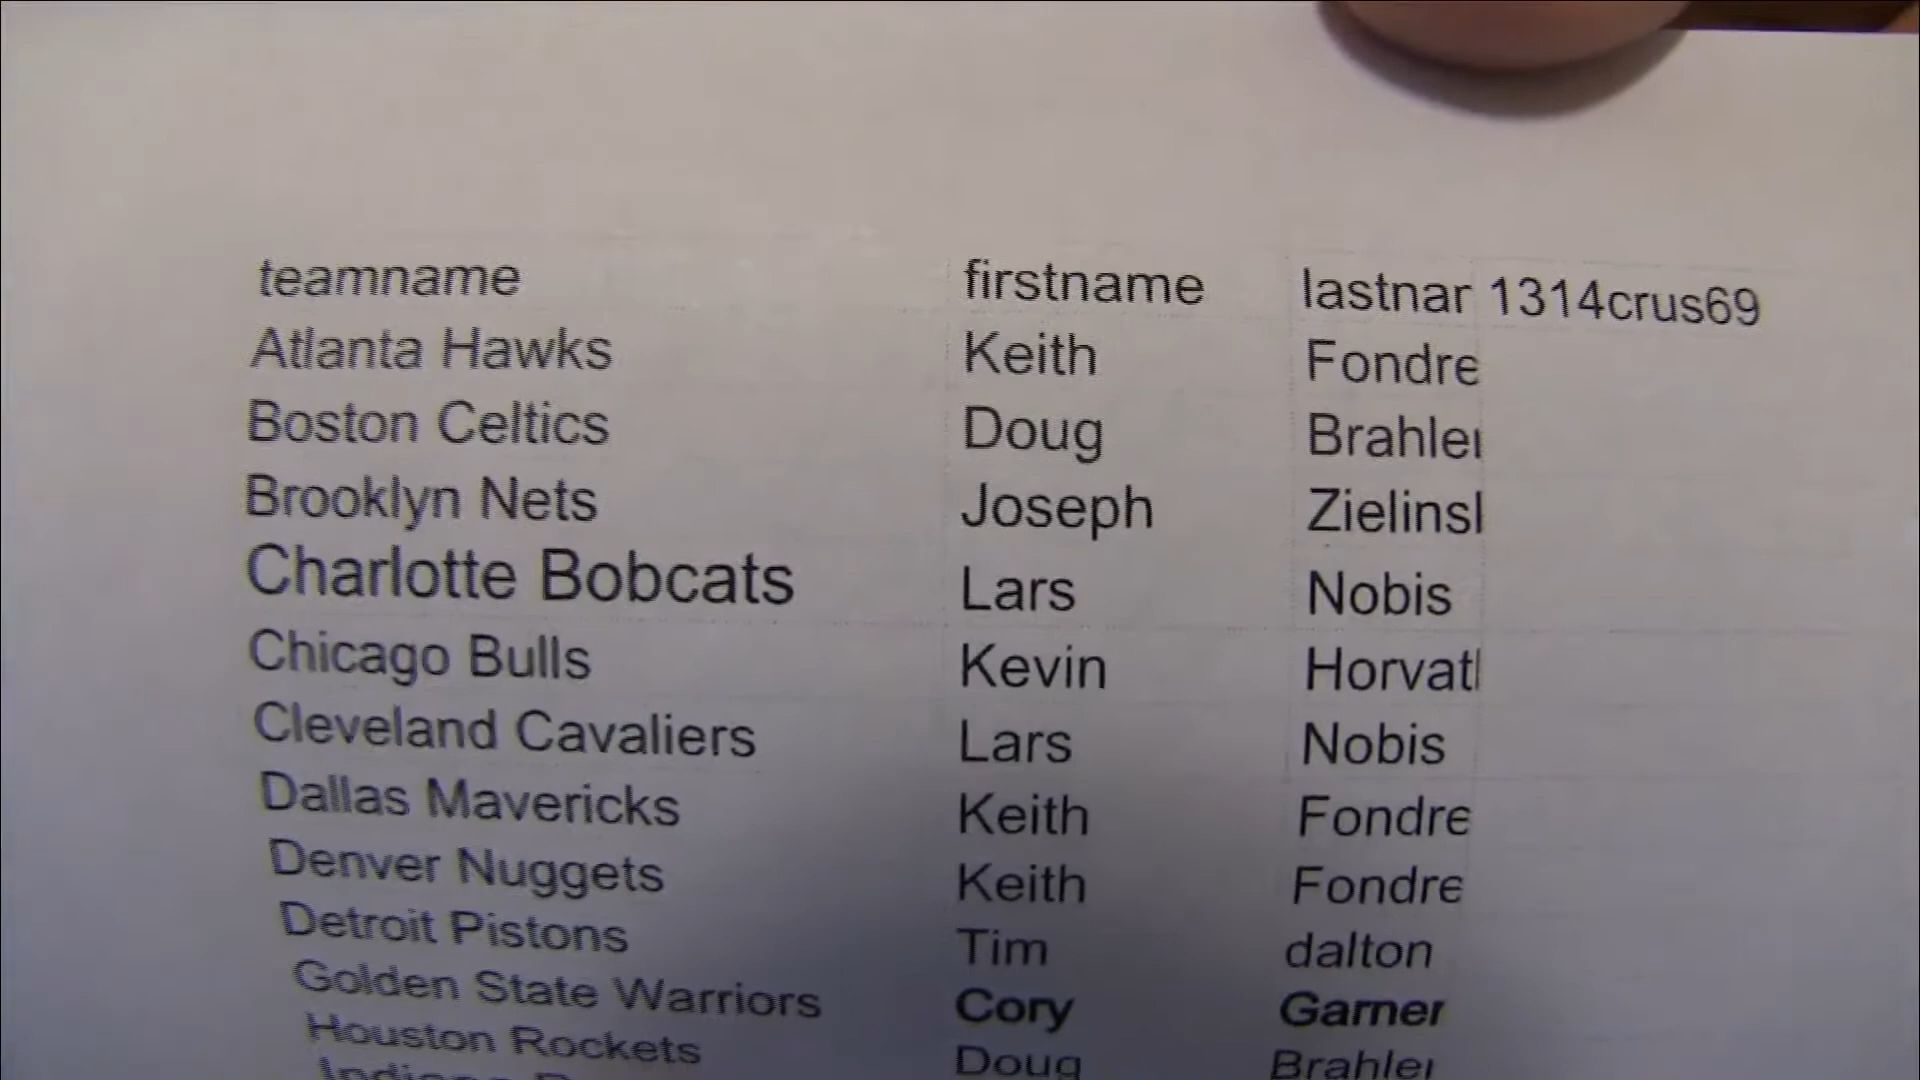 teamname firstname lastnar 1314crus69
Atlanta Hawks Keith Fondre
Boston Celtics Doug Brahler
Brooklyn Nets Joseph Zielinsl
Charlotte Bobcats Lars Nobis
Chicago Bulls Kevin Horvatl
Cleveland Cavaliers Lars Nobis
Dallas Mavericks Keith Fondre
Denver Nuggets Keith Fondre
Detroit Pistons Tim dalton
Golden State Warriors Cory Garner
Houston Rockets Doug Brahler